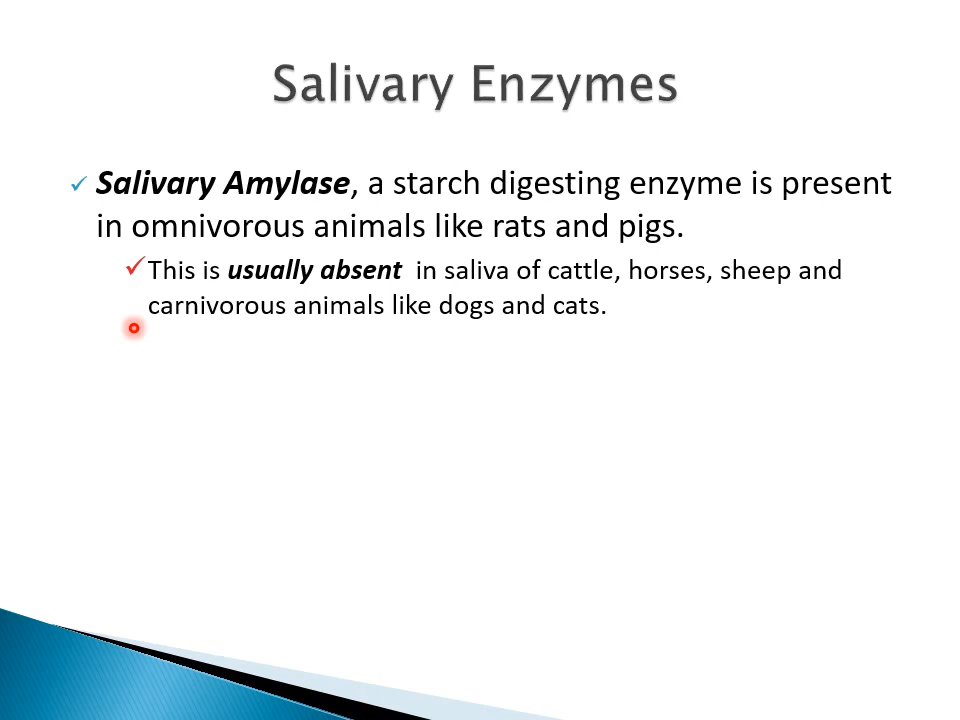 Salivary Enzymes
✓ Salivary Amylase, a starch digesting enzyme is present
in omnivorous animals like rats and pigs.
✓This is usually absent in saliva of cattle, horses, sheep and
carnivorous animals like dogs and cats.